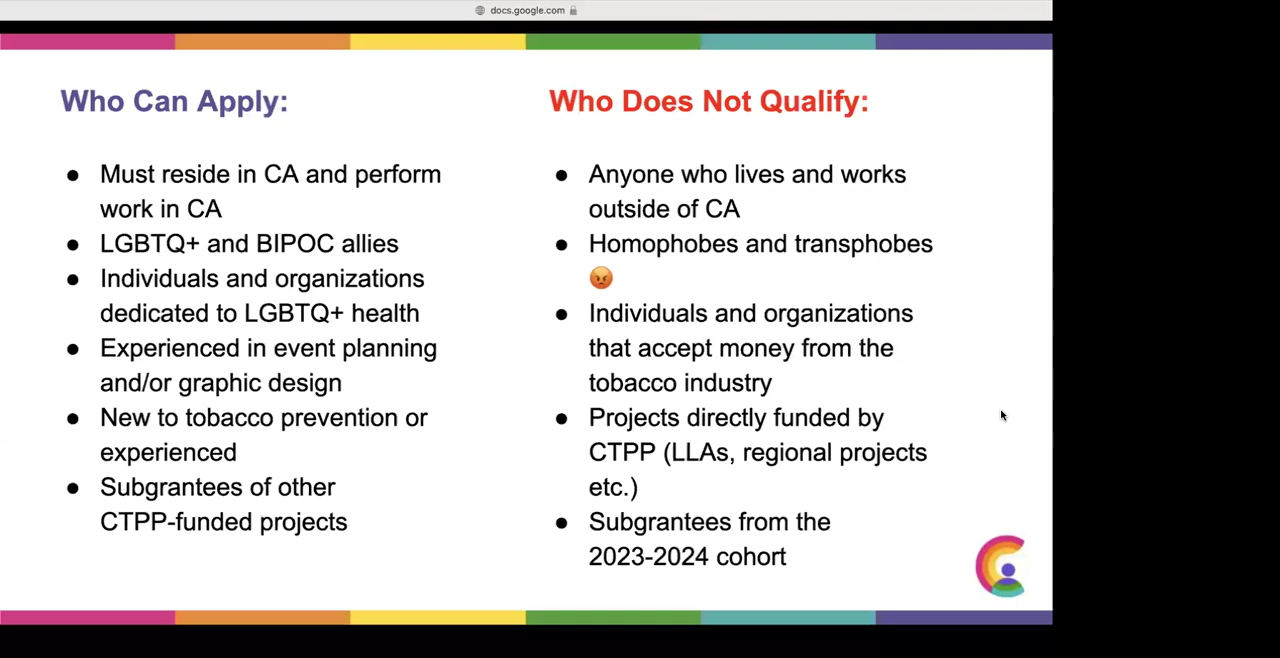 docs.google.com
Who Can Apply:
● Must reside in CA and perform
work in CA
● LGBTQ+ and BIPOC allies
● Individuals and organizations
dedicated to LGBTQ+ health
● Experienced in event planning
and/or graphic design
● New to tobacco prevention or
experienced
● Subgrantees of other
CTPP-funded projects
Who Does Not Qualify:
● Anyone who lives and works
outside of CA
● Homophobes and transphobes
😡
● Individuals and organizations
that accept money from the
tobacco industry
● Projects directly funded by
CTPP (LLAs, regional projects
etc.)
● Subgrantees from the
2023-2024 cohort